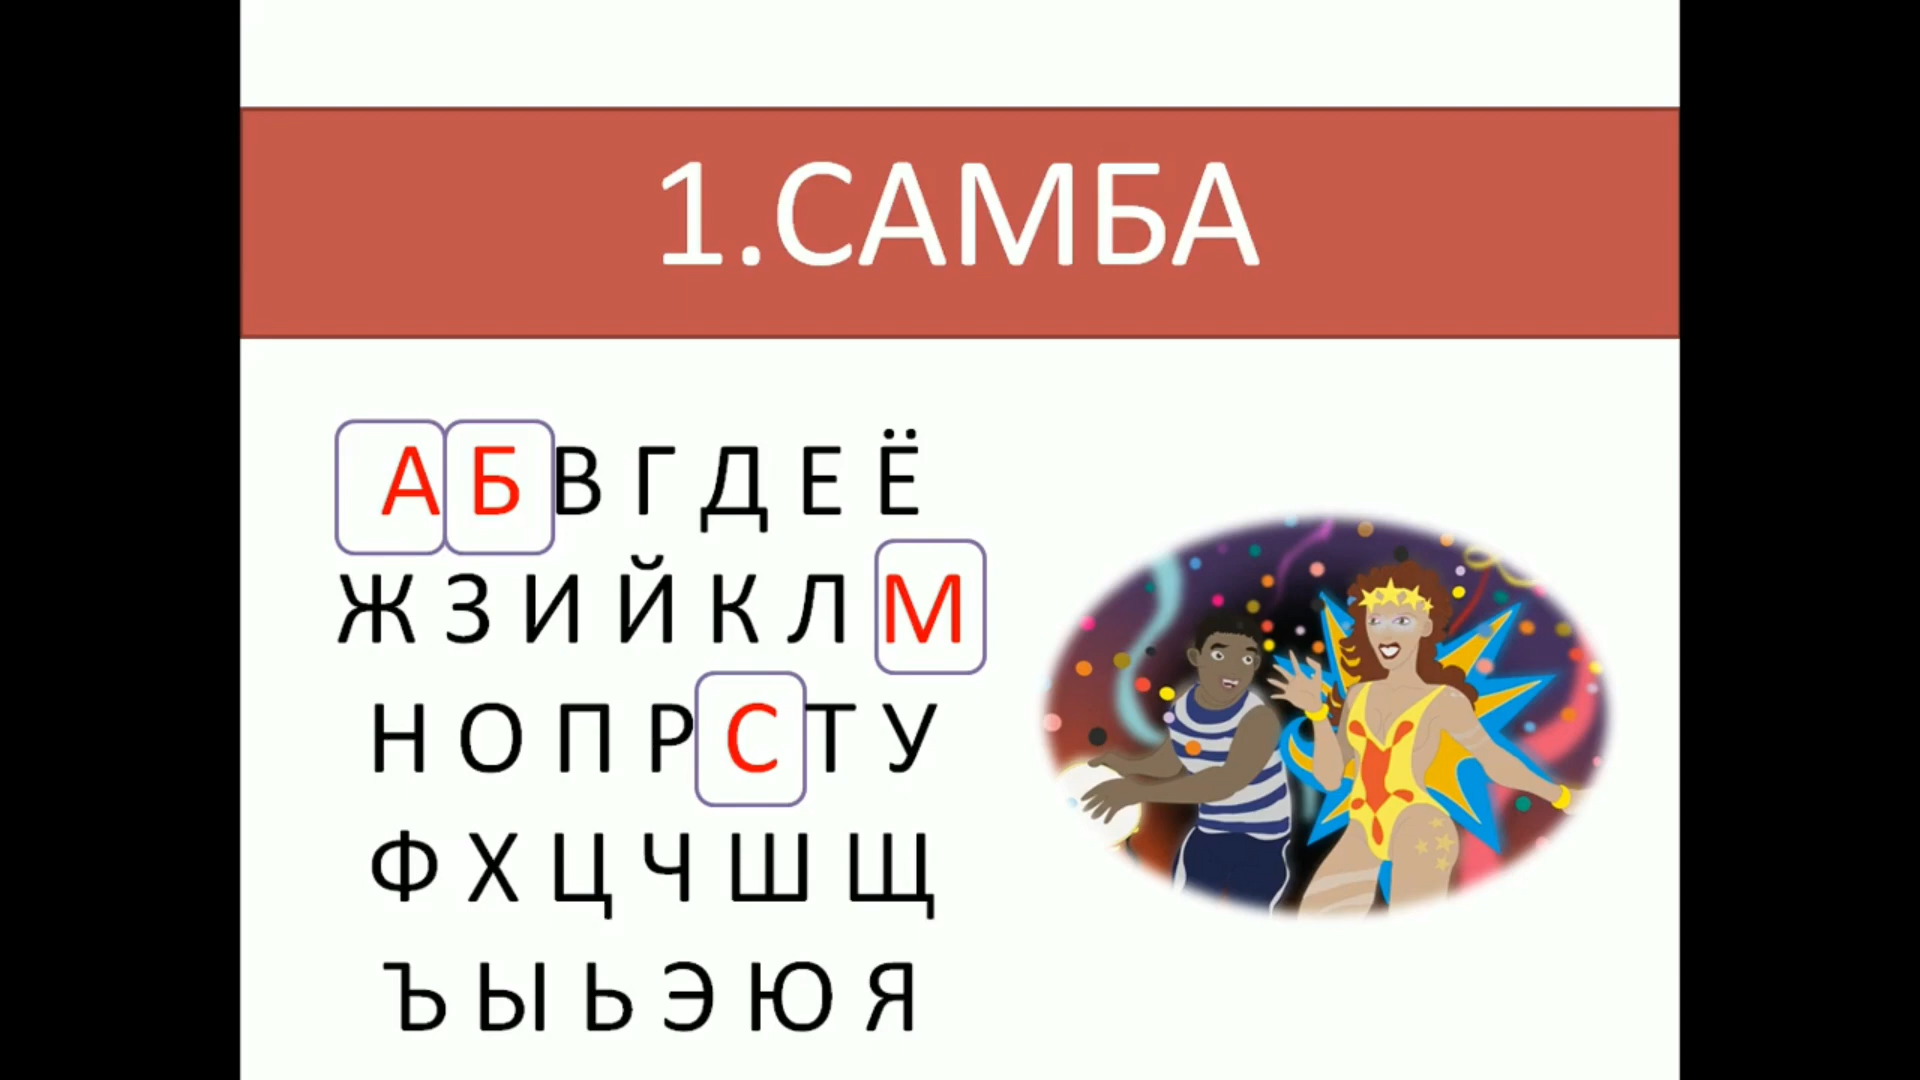 1.САМБА
А Б В Г Д Е Ё
Ж З И Й К Л М
Н О П Р С Т У
Ф Х Ц Ч Ш Щ
Ъ Ы Ь Э Ю Я